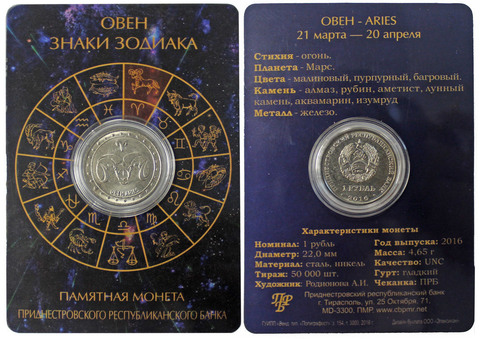 ОВЕН
ЗНАКИ ЗОДИАКА
ПАМЯТНАЯ МОНЕТА
ПРИДНЕСТРОВСКОГО РЕСПУБЛИКАНСКОГО БАНКА
ОВЕН - ARIES
21 марта — 20 апреля
Стихия - огонь.
Планета - Марс.
Цвета - малиновый, пурпурный, багровый.
Камень - алмаз, рубин, аметист, лунный
камень, аквамарин, изумруд
Металл - железо.
1 РУБЛЬ
2016
Характеристики монеты
Номинал: 1 рубль
Диаметр: 22,0 мм
Материал: сталь, никель
Тираж: 50 000 шт.
Художник: Родионова А.И.
Год выпуска: 2016
Масса: 4,65 г
Качество: UNC
Гурт: гладкий
Чеканка: ПРБ
Приднестровский республиканский банк
г. Тирасполь, ул. 25 Октября, 71,
MD-3300, ПМР. www.cbpmr.net